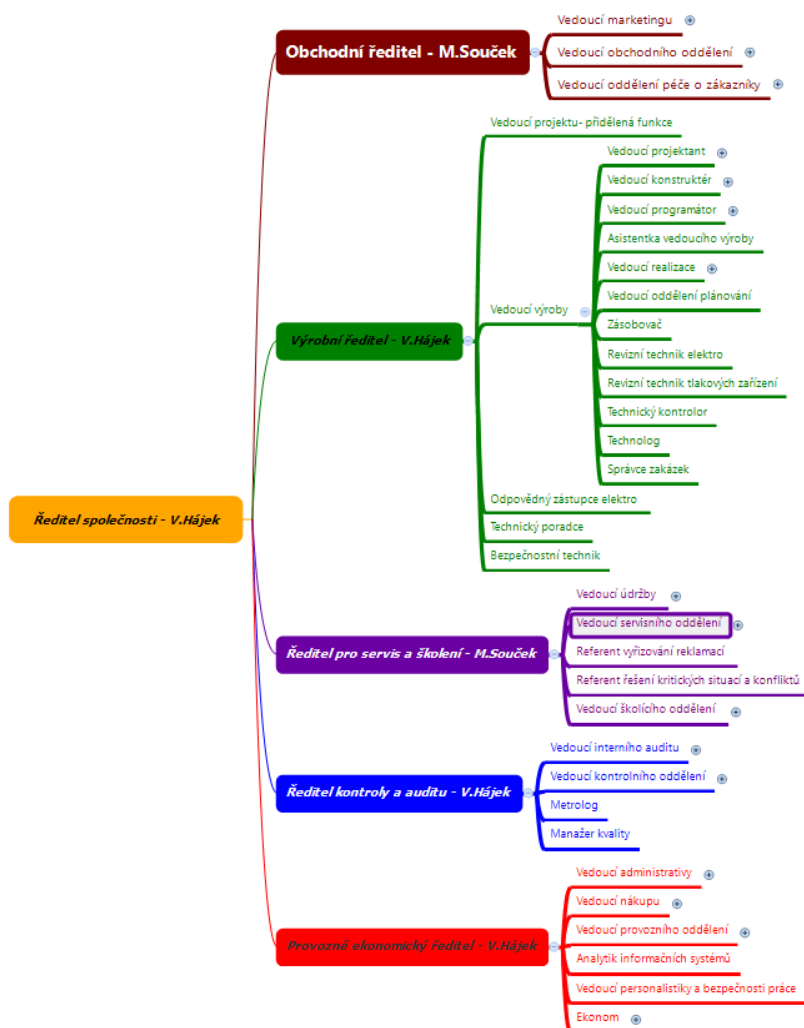 Obchodní ředitel - M.Souček
Vedoucí marketingu
Vedoucí obchodního oddělení
Vedoucí oddělení péče o zákazníky
Výrobní ředitel - V.Hájek
Vedoucí projektu- přidělená funkce
Vedoucí výroby
Vedoucí projektant
Vedoucí konstruktér
Vedoucí programátor
Asistentka vedoucího výroby
Vedoucí realizace
Vedoucí oddělení plánování
Zásobovač
Revizní technik elektro
Revizní technik tlakových zařízení
Technický kontrolor
Technolog
Správce zakázek
Odpovědný zástupce elektro
Technický poradce
Bezpečnostní technik
Ředitel společnosti - V.Hájek
Ředitel pro servis a školení - M.Souček
Vedoucí údržby
Vedoucí servisního oddělení
Referent vyřizování reklamací
Referent řešení kritických situací a konfliktů
Vedoucí školícího oddělení
Ředitel kontroly a auditu - V.Hájek
Vedoucí interního auditu
Vedoucí kontrolního oddělení
Metrolog
Manažer kvality
Provozně ekonomický ředitel - V.Hájek
Vedoucí administrativy
Vedoucí nákupu
Vedoucí provozního oddělení
Analytik informačních systémů
Vedoucí personalistiky a bezpečnosti práce
Ekonom